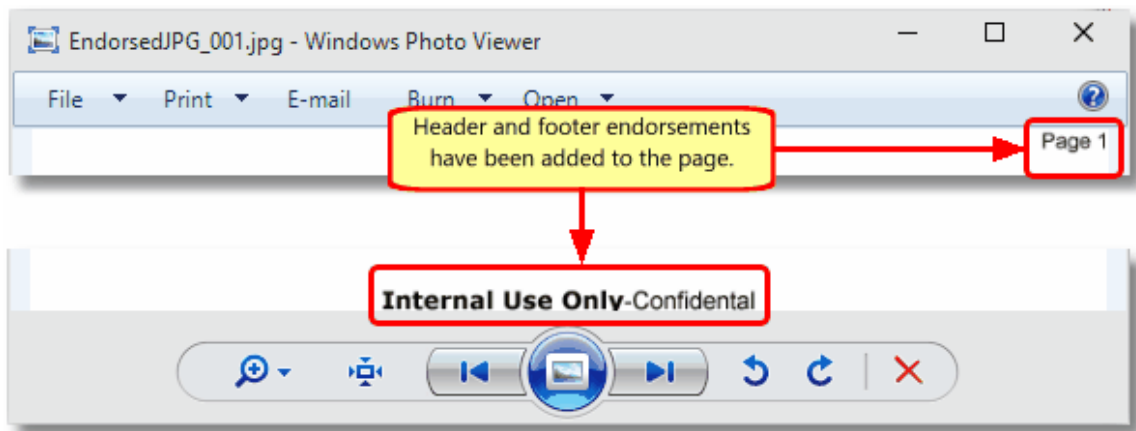 EndorsedJPG_001.jpg - Windows Photo Viewer
File Print E-mail Burn Open
Header and footer endorsements
have been added to the page.
Page 1
Internal Use Only-Confidental